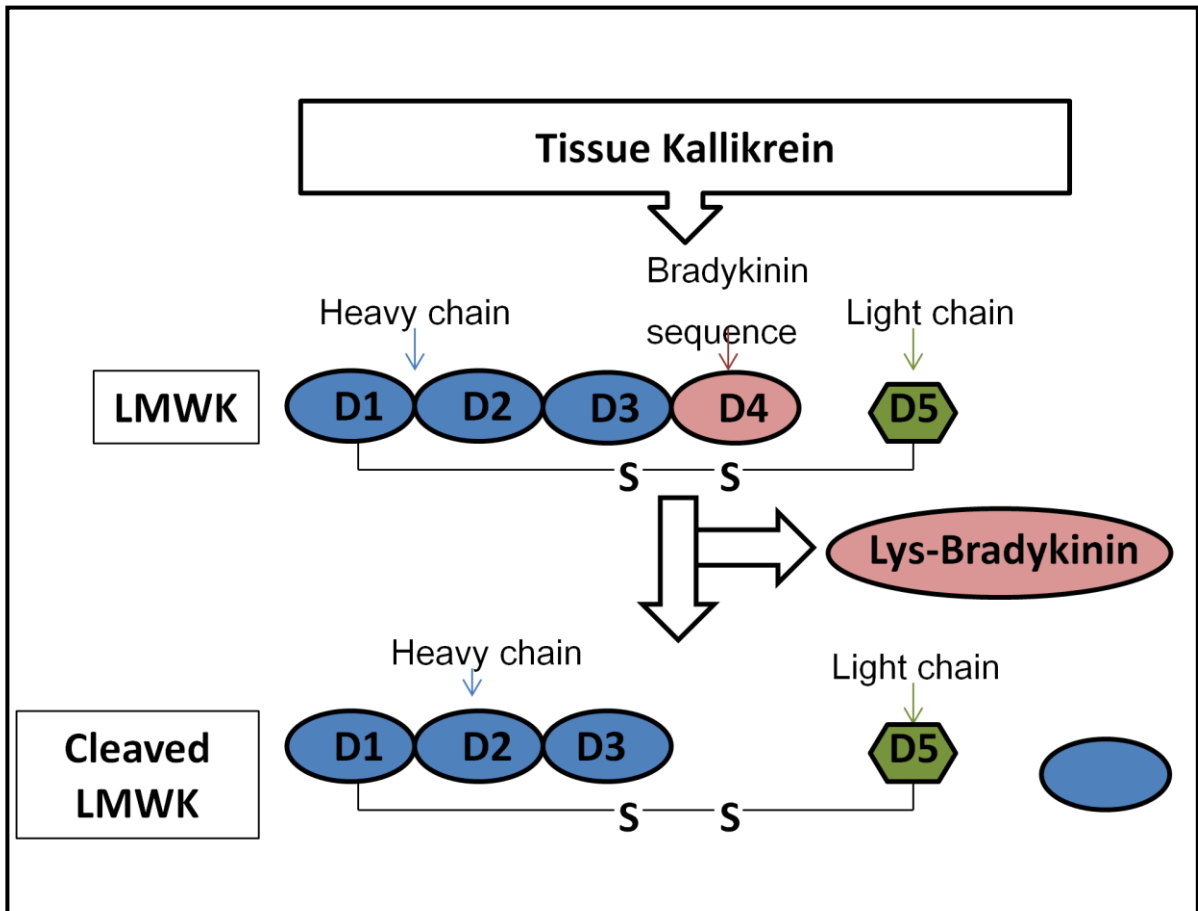 Tissue Kallikrein
Bradykinin
Heavy chain
sequence
Light chain
LMWK
D1
D2
D3
D4
D5
S
S
Lys-Bradykinin
Heavy chain
Light chain
Cleaved
LMWK
D1
D2
D3
D5
S
S